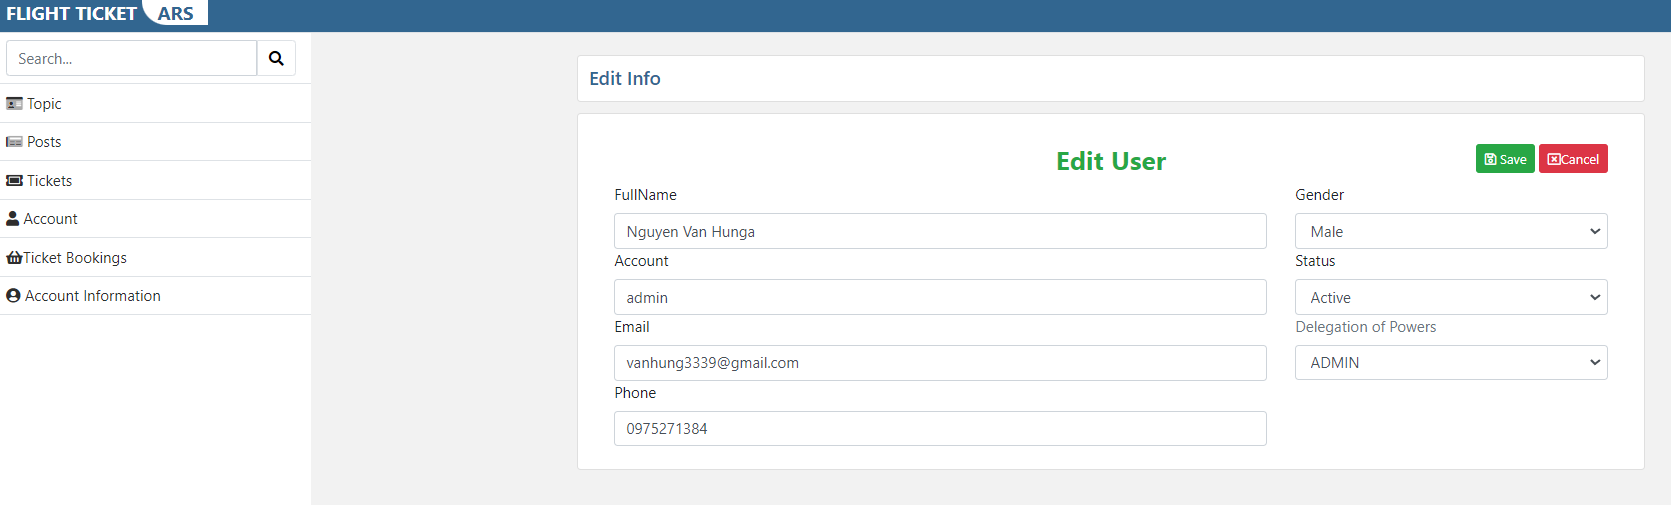 FLIGHT TICKET ARS
Search...
Topic
Posts
Tickets
Account
Ticket Bookings
Account Information
Edit Info
Edit User
Save Cancel
FullName
Nguyen Van Hunga
Gender
Male
Account
admin
Status
Active
Email
vanhung3339@gmail.com
Delegation of Powers
ADMIN
Phone
0975271384